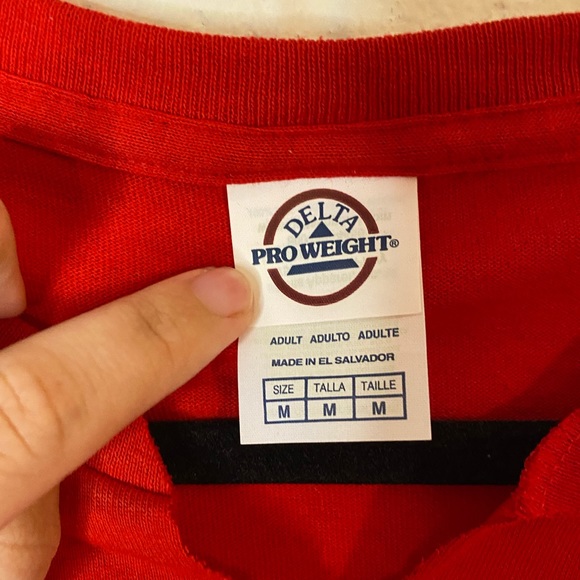 DELTA
PRO WEIGHT®
ADULT ADULTO ADULTE
MADE IN EL SALVADOR
SIZE TALLA TAILLE
M M M